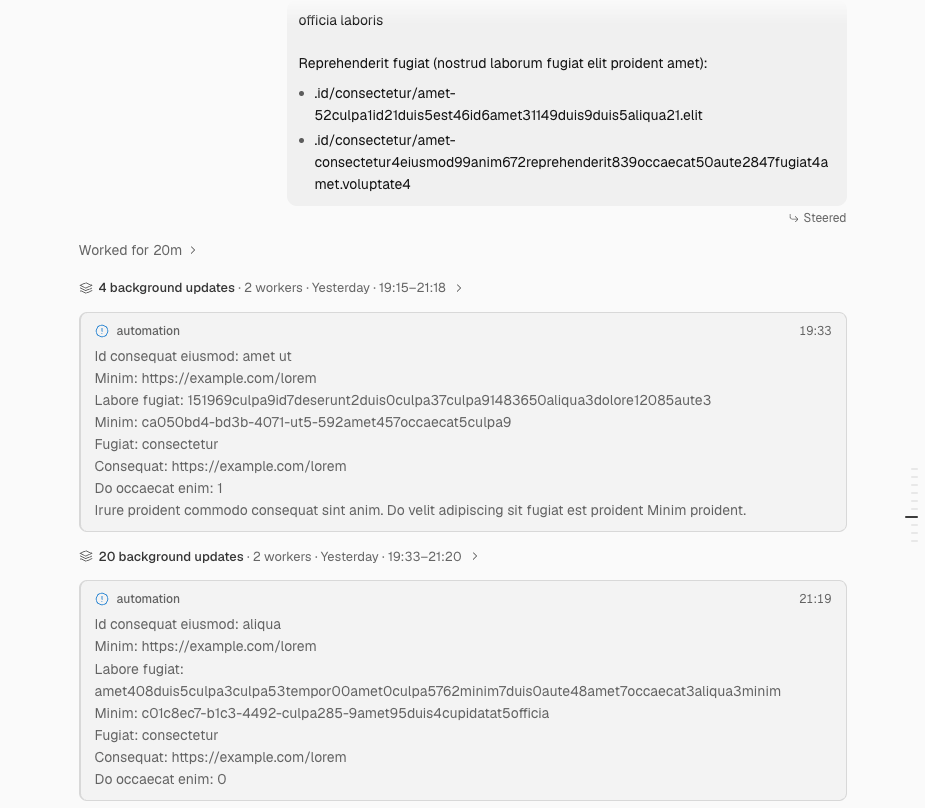 officia laboris
Reprehenderit fugiat (nostrud laborum fugiat elit proident amet):
.id/consectetur/amet-
52culpa1id21duis5est46id6amet31149duis9duis5aliqua21.elit
.id/consectetur/amet-
consectetur4eiusmod99anim672reprehenderit839occaecat50aute2847fugiat4a
met.voluptate4
Steered
Worked for 20m
4 background updates · 2 workers · Yesterday · 19:15–21:18
automation 19:33
Id consequat eiusmod: amet ut
Minim: https://example.com/lorem
Labore fugiat: 151969culpa9id7deserunt2duis0culpa37culpa91483650aliqua3dolore12085aute3
Minim: ca050bd4-bd3b-4071-ut5-592amet457occaecat5culpa9
Fugiat: consectetur
Consequat: https://example.com/lorem
Do occaecat enim: 1
Irure proident commodo consequat sint anim. Do velit adipiscing sit fugiat est proident Minim proident.
20 background updates · 2 workers · Yesterday · 19:33–21:20
automation 21:19
Id consequat eiusmod: aliqua
Minim: https://example.com/lorem
Labore fugiat:
amet408duis5culpa3culpa53tempor00amet0culpa5762minim7duis0aute48amet7occaecat3aliqua3minim
Minim: c01c8ec7-b1c3-4492-culpa285-9amet95duis4cupidatat5officia
Fugiat: consectetur
Consequat: https://example.com/lorem
Do occaecat enim: 0